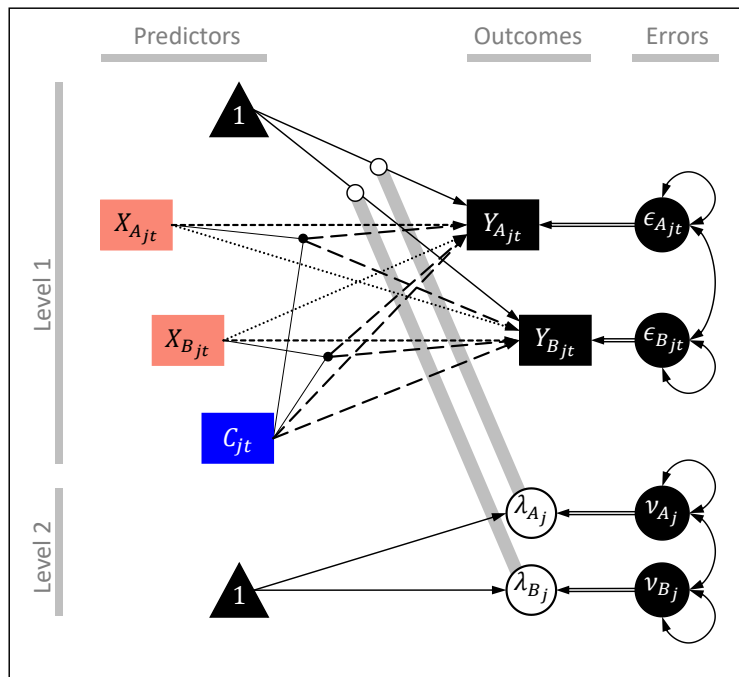 Predictors Outcomes Errors
Level 1
1
X_{A_{jt}} Y_{A_{jt}} ϵ_{A_{jt}}
X_{B_{jt}} Y_{B_{jt}} ϵ_{B_{jt}}
C_{jt}
Level 2
λ_{A_j} ν_{A_j}
1 λ_{B_j} ν_{B_j}